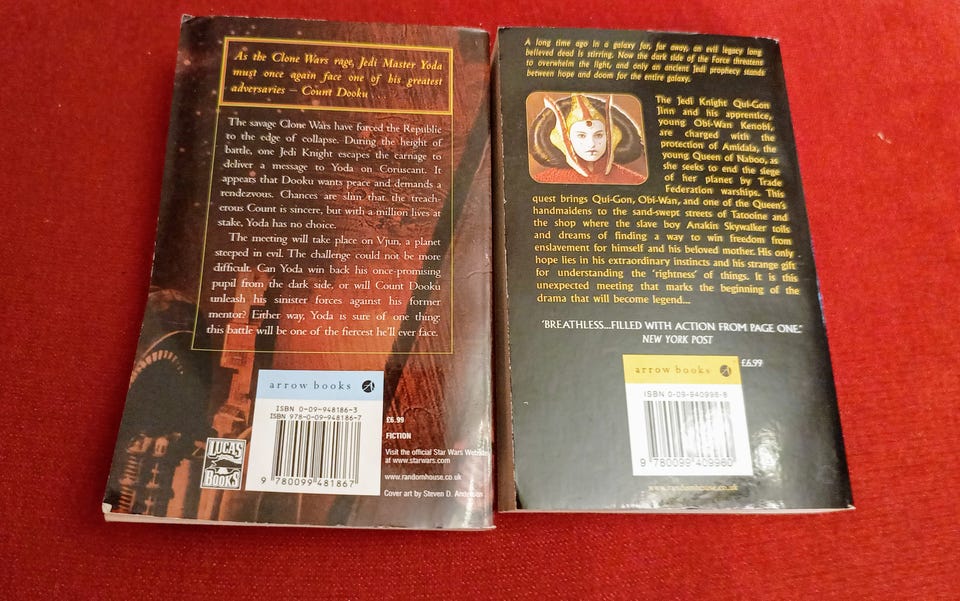 As the Clone Wars rage, Jedi Master Yoda
must once again face one of his greatest
adversaries – Count Dooku ...
The savage Clone Wars have forced the Republic
to the edge of collapse. During the height of
battle, one Jedi Knight escapes the carnage to
deliver a message to Yoda on Coruscant. It
appears that Dooku wants peace and demands a
rendezvous. Chances are slim that the treach-
erous Count is sincere, but with a million lives at
stake, Yoda has no choice.
The meeting will take place on Vjun, a planet
steeped in evil. The challenge could not be more
difficult. Can Yoda win back his once-promising
pupil from the dark side, or will Count Dooku
unleash his sinister forces against his former
mentor? Either way, Yoda is sure of one thing:
this battle will be one of the fiercest he'll ever face.
arrow books
ISBN 0-09-948186-3
ISBN 978-0-09-948186-7
9 780099 481867
LUCAS
BOOKS
£6.99
FICTION
Visit the official Star Wars Website
at www.starwars.com
www.randomhouse.co.uk
Cover art by Steven D. Anderson
A long time ago in a galaxy far, far away, an evil legacy long
believed dead is stirring. Now the dark side of the Force threatens
to overwhelm the light, and only an ancient Jedi prophecy stands
between hope and doom for the entire galaxy.
The Jedi Knight Qui-Gon
Jinn and his apprentice,
young Obi-Wan Kenobi,
are charged with the
protection of Amidala, the
young Queen of Naboo, as
she seeks to end the siege
of her planet by Trade
Federation warships. This
quest brings Qui-Gon, Obi-Wan, and one of the Queen's
handmaidens to the sand-swept streets of Tatooine and
the shop where the slave boy Anakin Skywalker toils
and dreams of finding a way to win freedom from
enslavement for himself and his beloved mother. His only
hope lies in his extraordinary instincts and his strange gift
for understanding the 'rightness' of things. It is this
unexpected meeting that marks the beginning of the
drama that will become legend...
'BREATHLESS...FILLED WITH ACTION FROM PAGE ONE.'
NEW YORK POST
£6.99
arrow books
ISBN 0-09-940996-8
9 780099 409960
www.randomhouse.co.uk